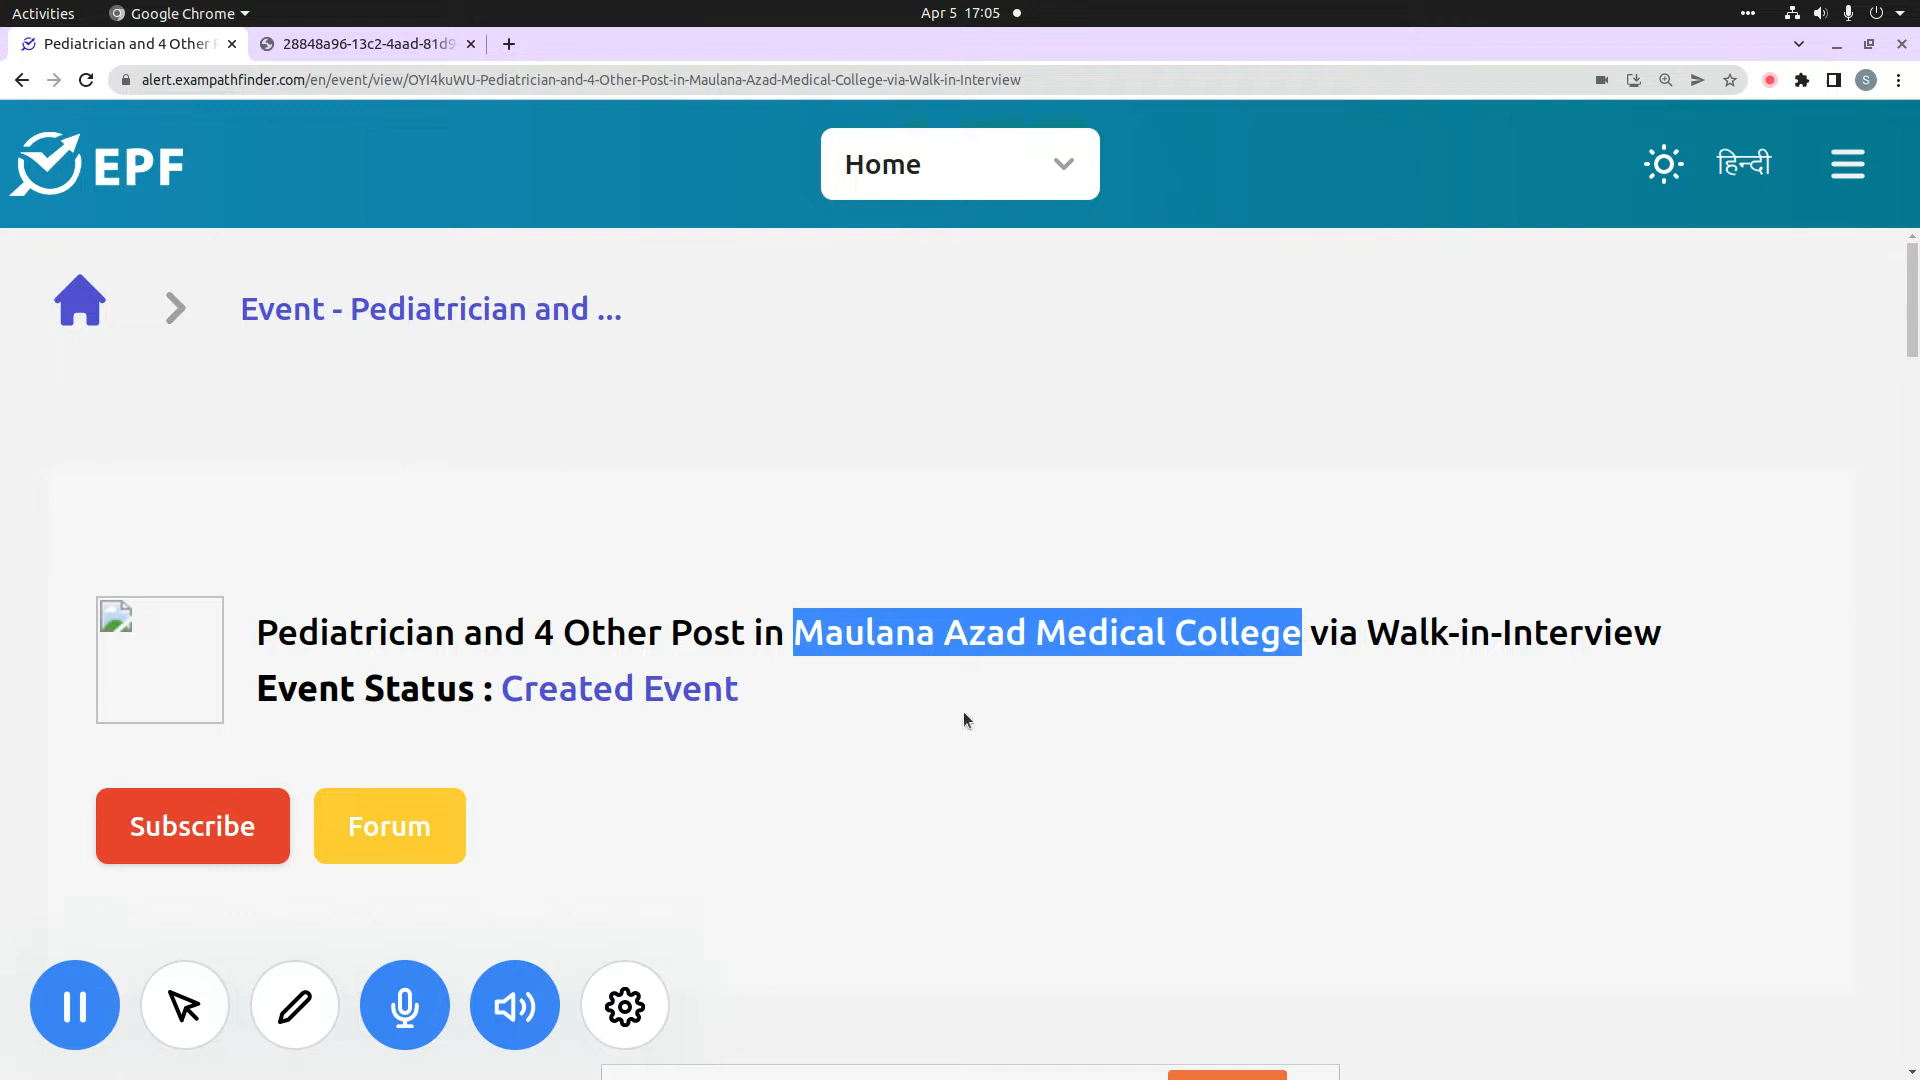 Activities
Google Chrome
Apr 5 17:05
Pediatrician and 4 Other
28848a96-13c2-4aad-81d9
alert.exampathfinder.com/en/event/view/OYI4kuWU-Pediatrician-and-4-Other-Post-in-Maulana-Azad-Medical-College-via-Walk-in-Interview
S
EPF
Home
हिन्दी
Event - Pediatrician and ...
Pediatrician and 4 Other Post in Maulana Azad Medical College via Walk-in-Interview
Event Status : Created Event
Subscribe
Forum